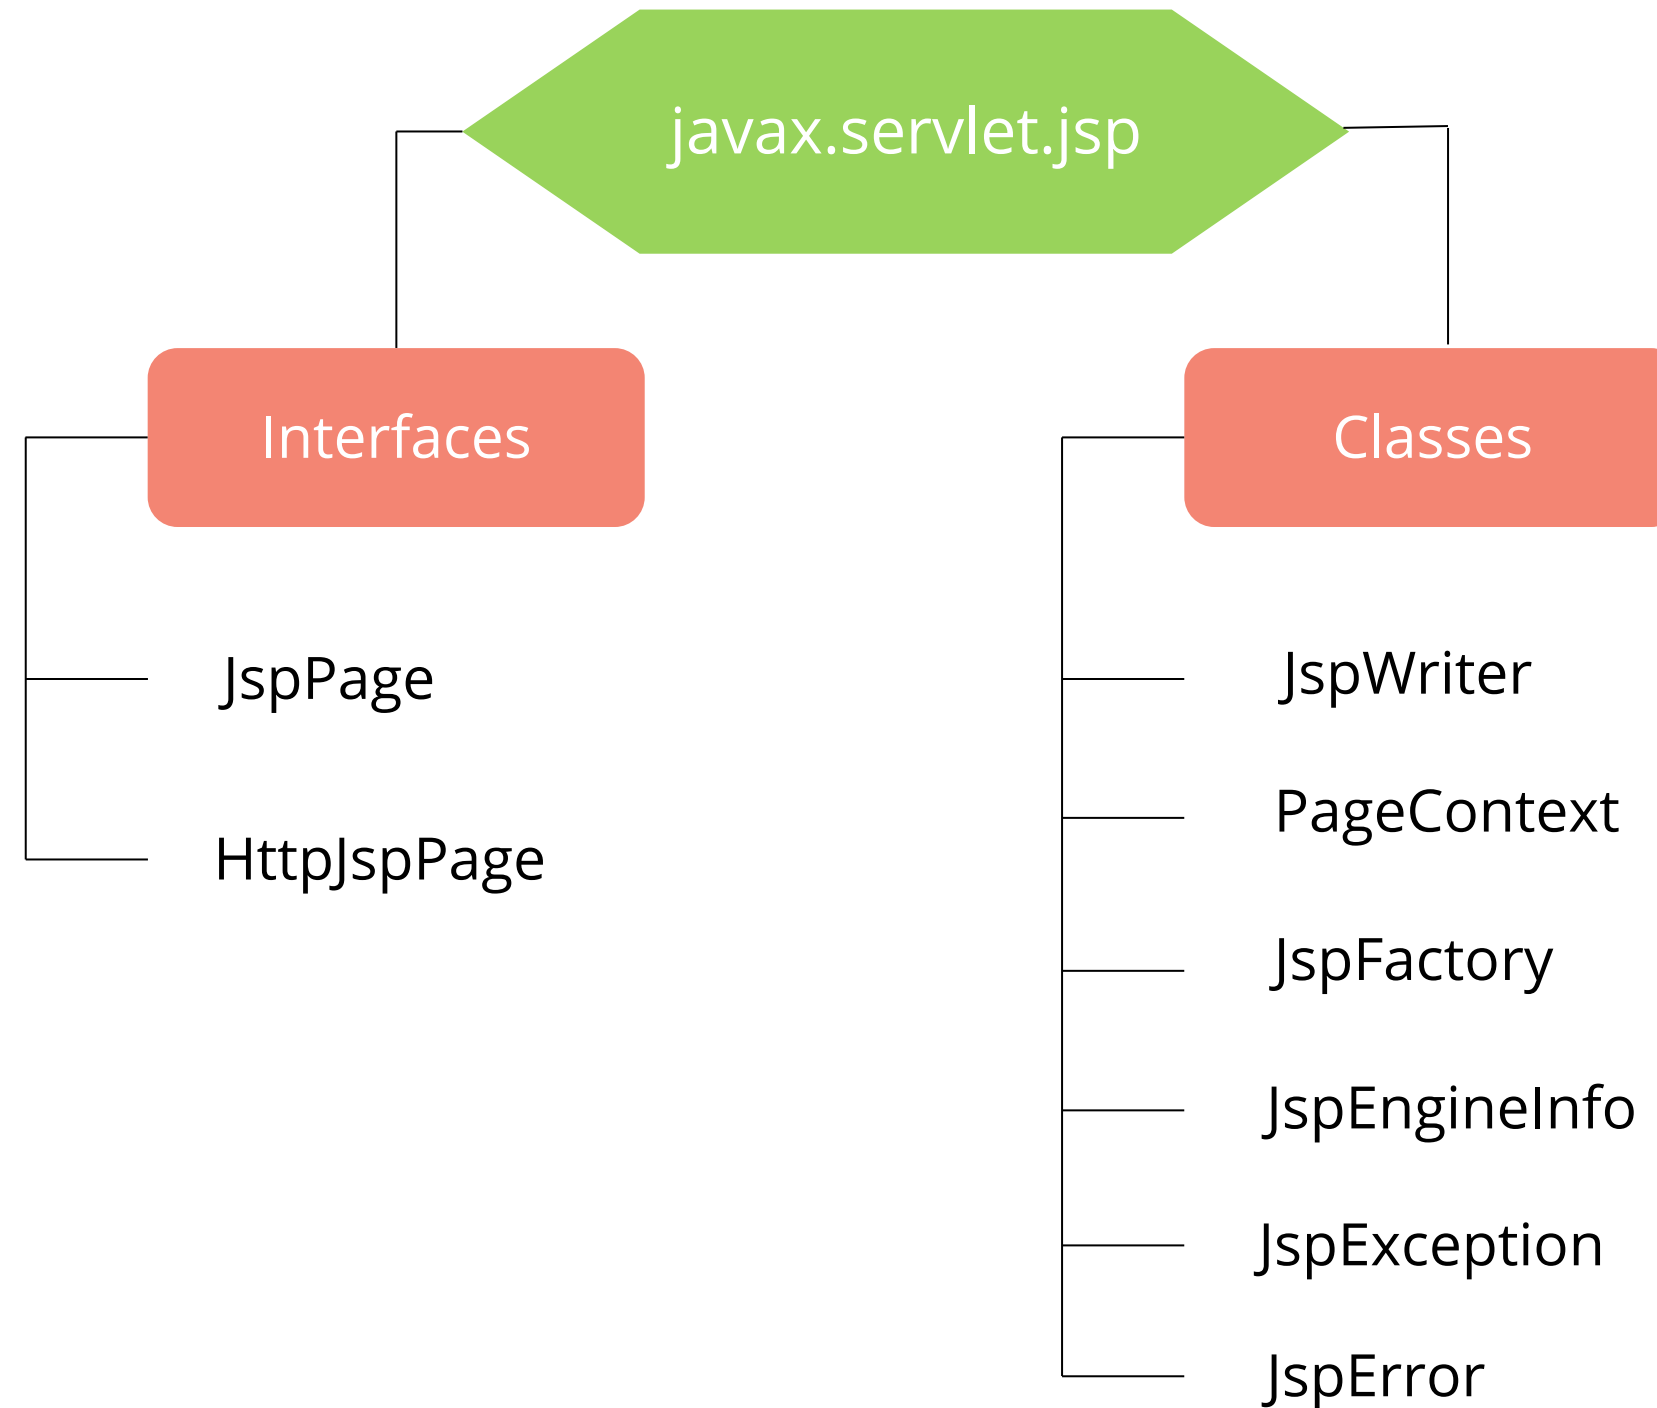 javax.servlet.jsp
Interfaces
JspPage
HttpJspPage
Classes
JspWriter
PageContext
JspFactory
JspEngineInfo
JspException
JspError